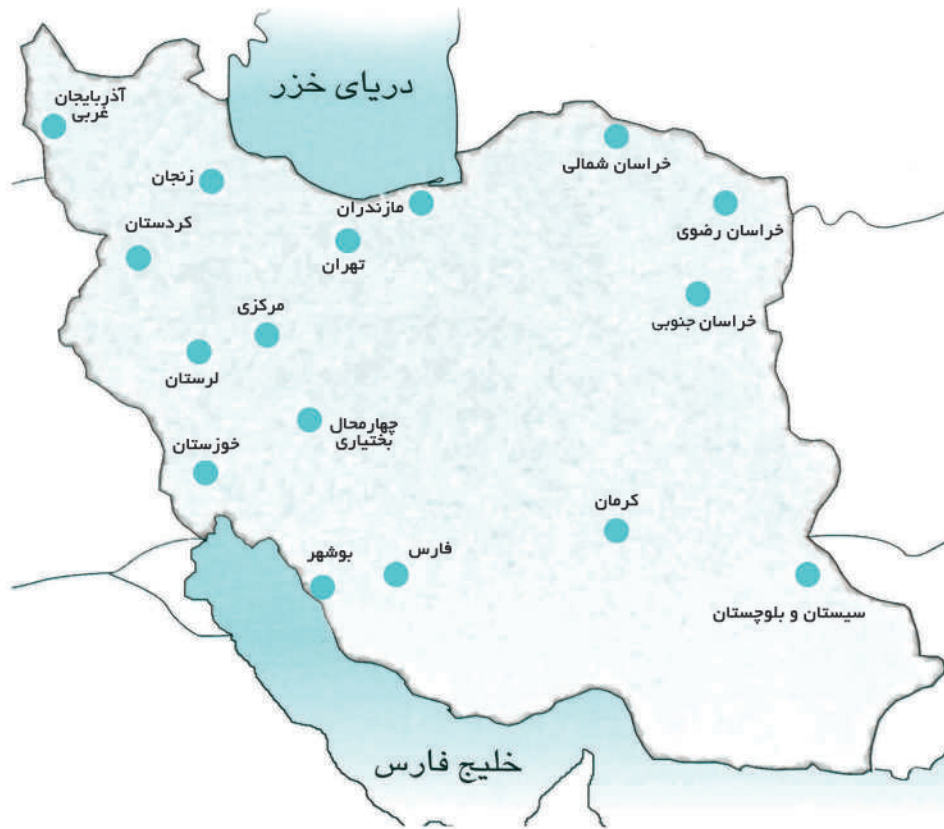 دریای خزر
آذربایجان
غربی
خراسان شمالی
زنجان
مازندران
خراسان رضوی
کردستان
تهران
مرکزی
خراسان جنوبی
لرستان
چهارمحال
بختیاری
خوزستان
کرمان
بوشهر
فارس
سیستان و بلوچستان
خلیج فارس